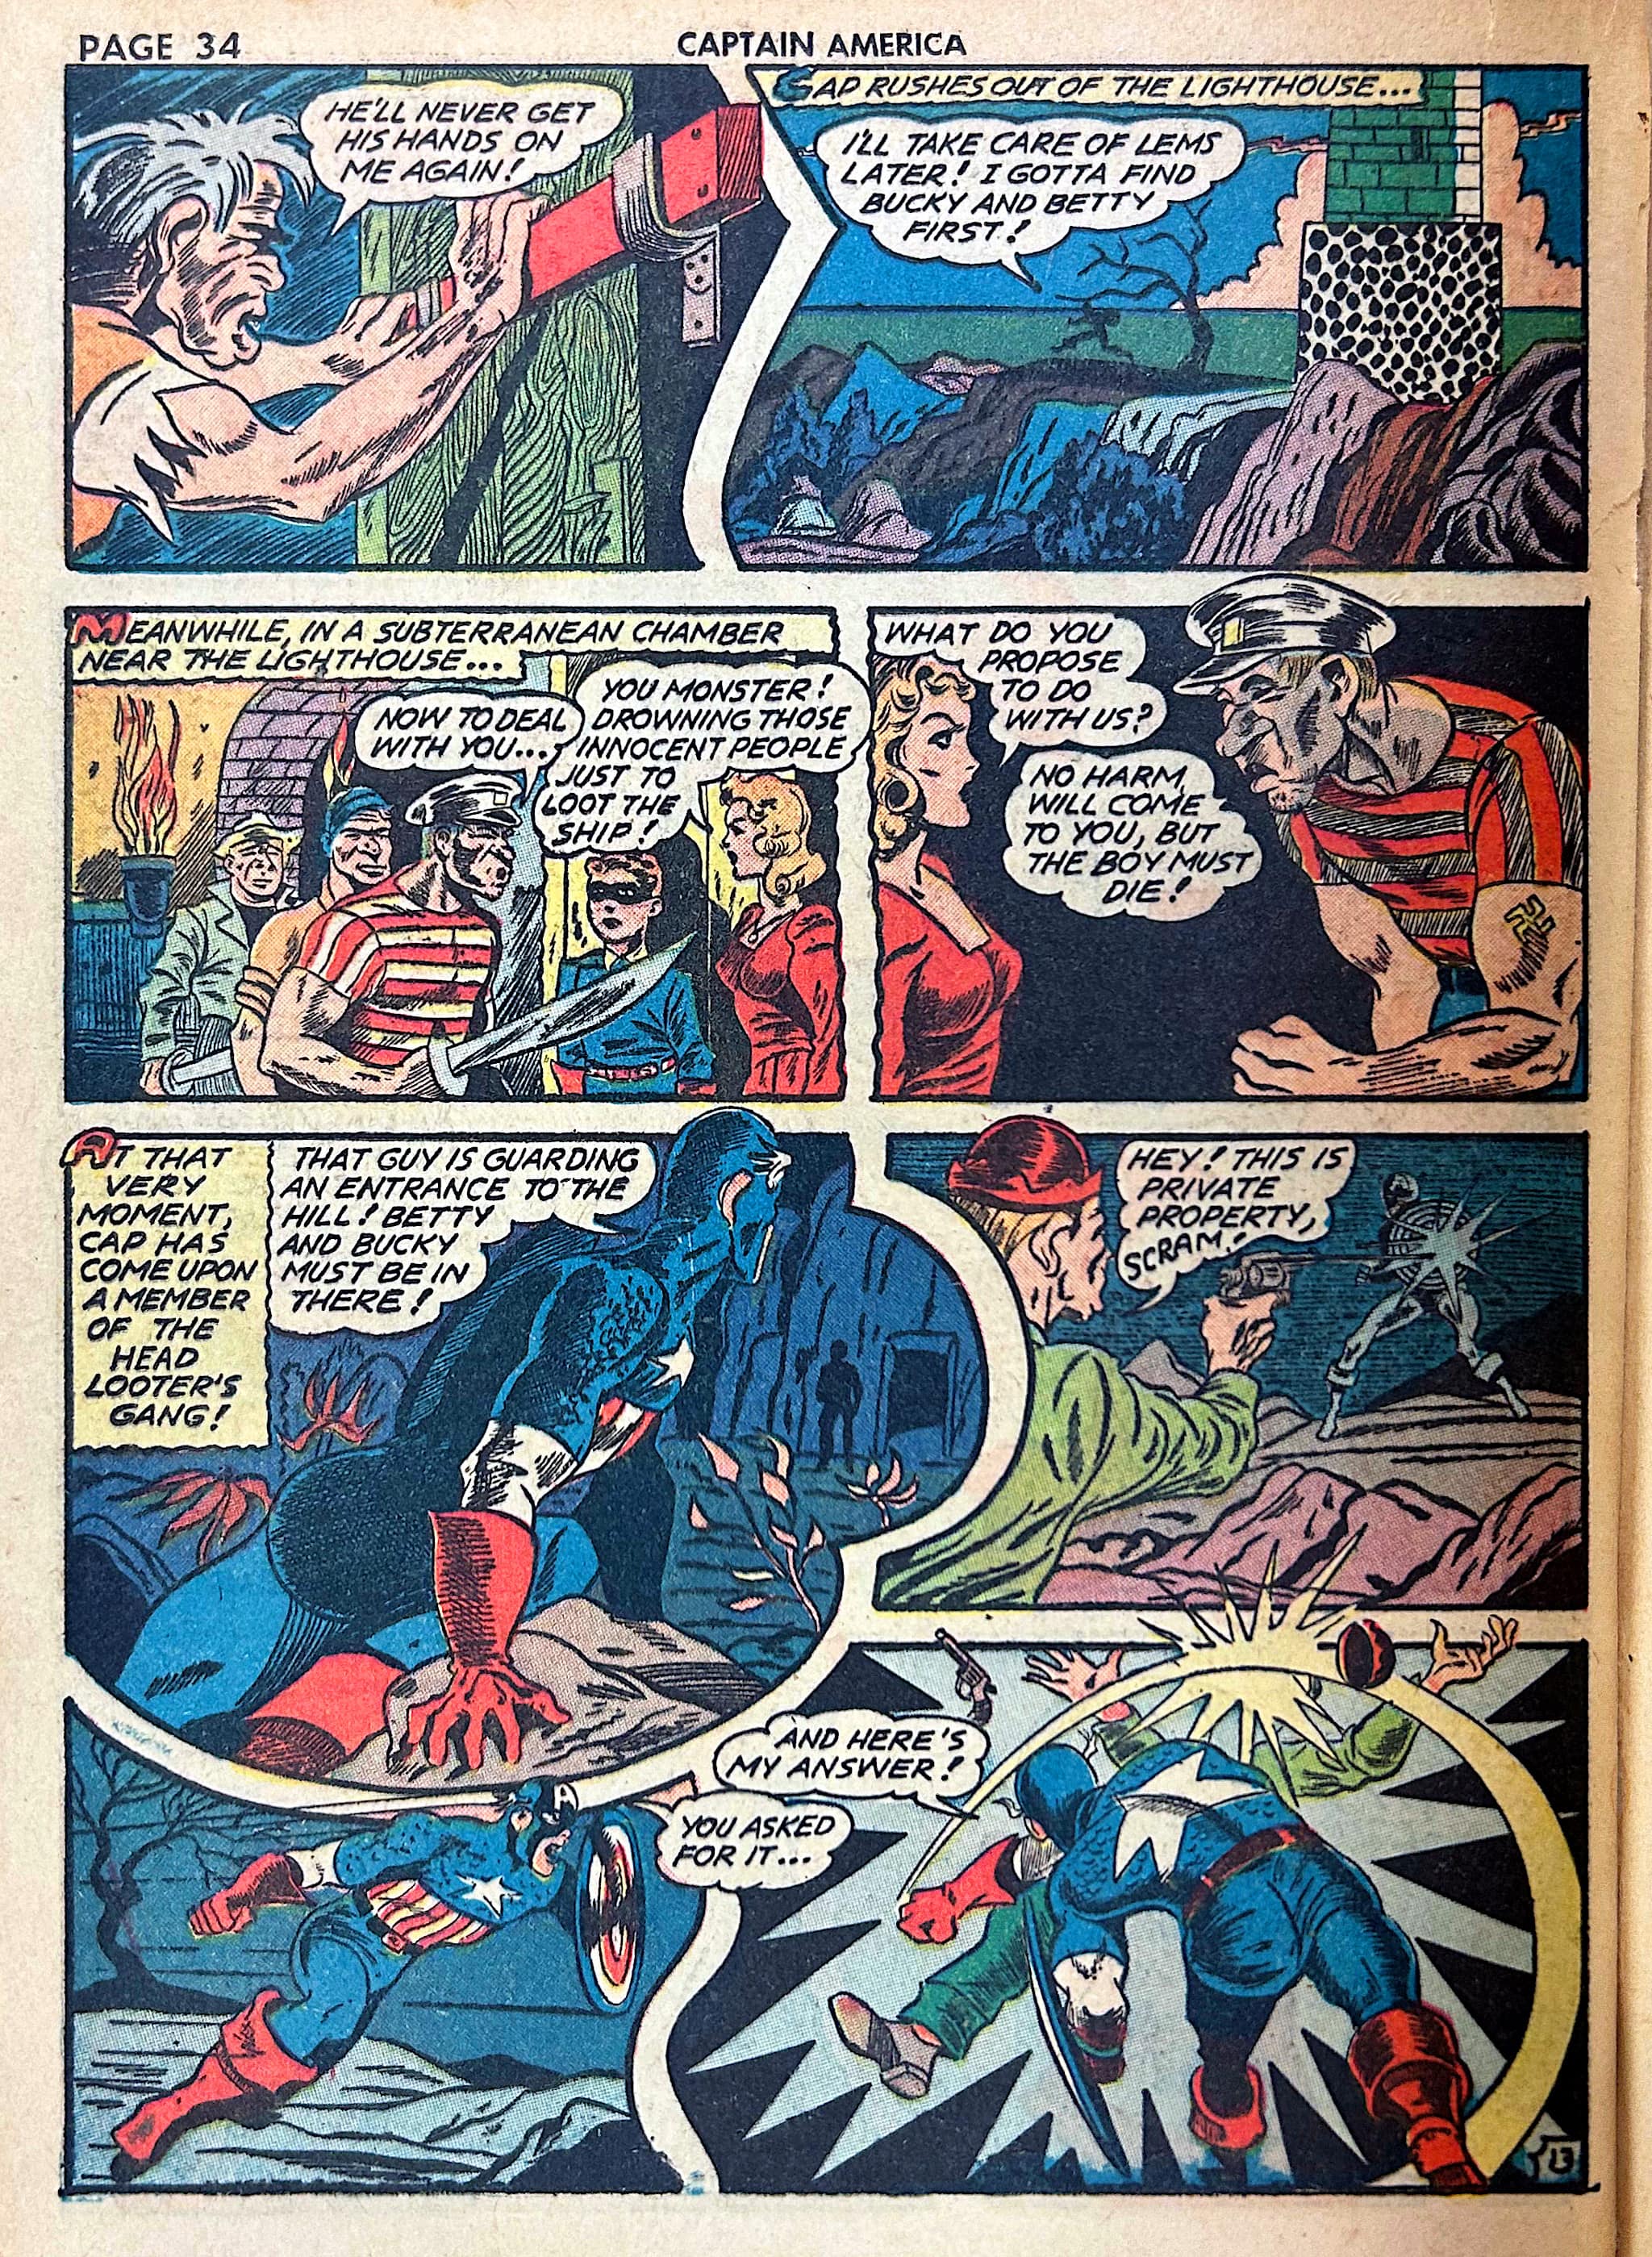 PAGE 34
CAPTAIN AMERICA
HE'LL NEVER GET
HIS HANDS ON
ME AGAIN!
CAP RUSHES OUT OF THE LIGHTHOUSE...
I'LL TAKE CARE OF LEMS
LATER! I GOTTA FIND
BUCKY AND BETTY
FIRST!
MEANWHILE, IN A SUBTERRANEAN CHAMBER
NEAR THE LIGHTHOUSE...
NOW TO DEAL
WITH YOU...
YOU MONSTER!
DROWNING THOSE
INNOCENT PEOPLE
JUST TO
LOOT THE
SHIP!
WHAT DO YOU
PROPOSE
TO DO
WITH US?
NO HARM
WILL COME
TO YOU, BUT
THE BOY MUST
DIE!
AT THAT
VERY
MOMENT,
CAP HAS
COME UPON
A MEMBER
OF THE
HEAD
LOOTER'S
GANG!
THAT GUY IS GUARDING
AN ENTRANCE TO THE
HILL! BETTY
AND BUCKY
MUST BE IN
THERE!
HEY! THIS IS
PRIVATE
PROPERTY,
SCRAM!
YOU ASKED
FOR IT...
AND HERE'S
MY ANSWER!
13